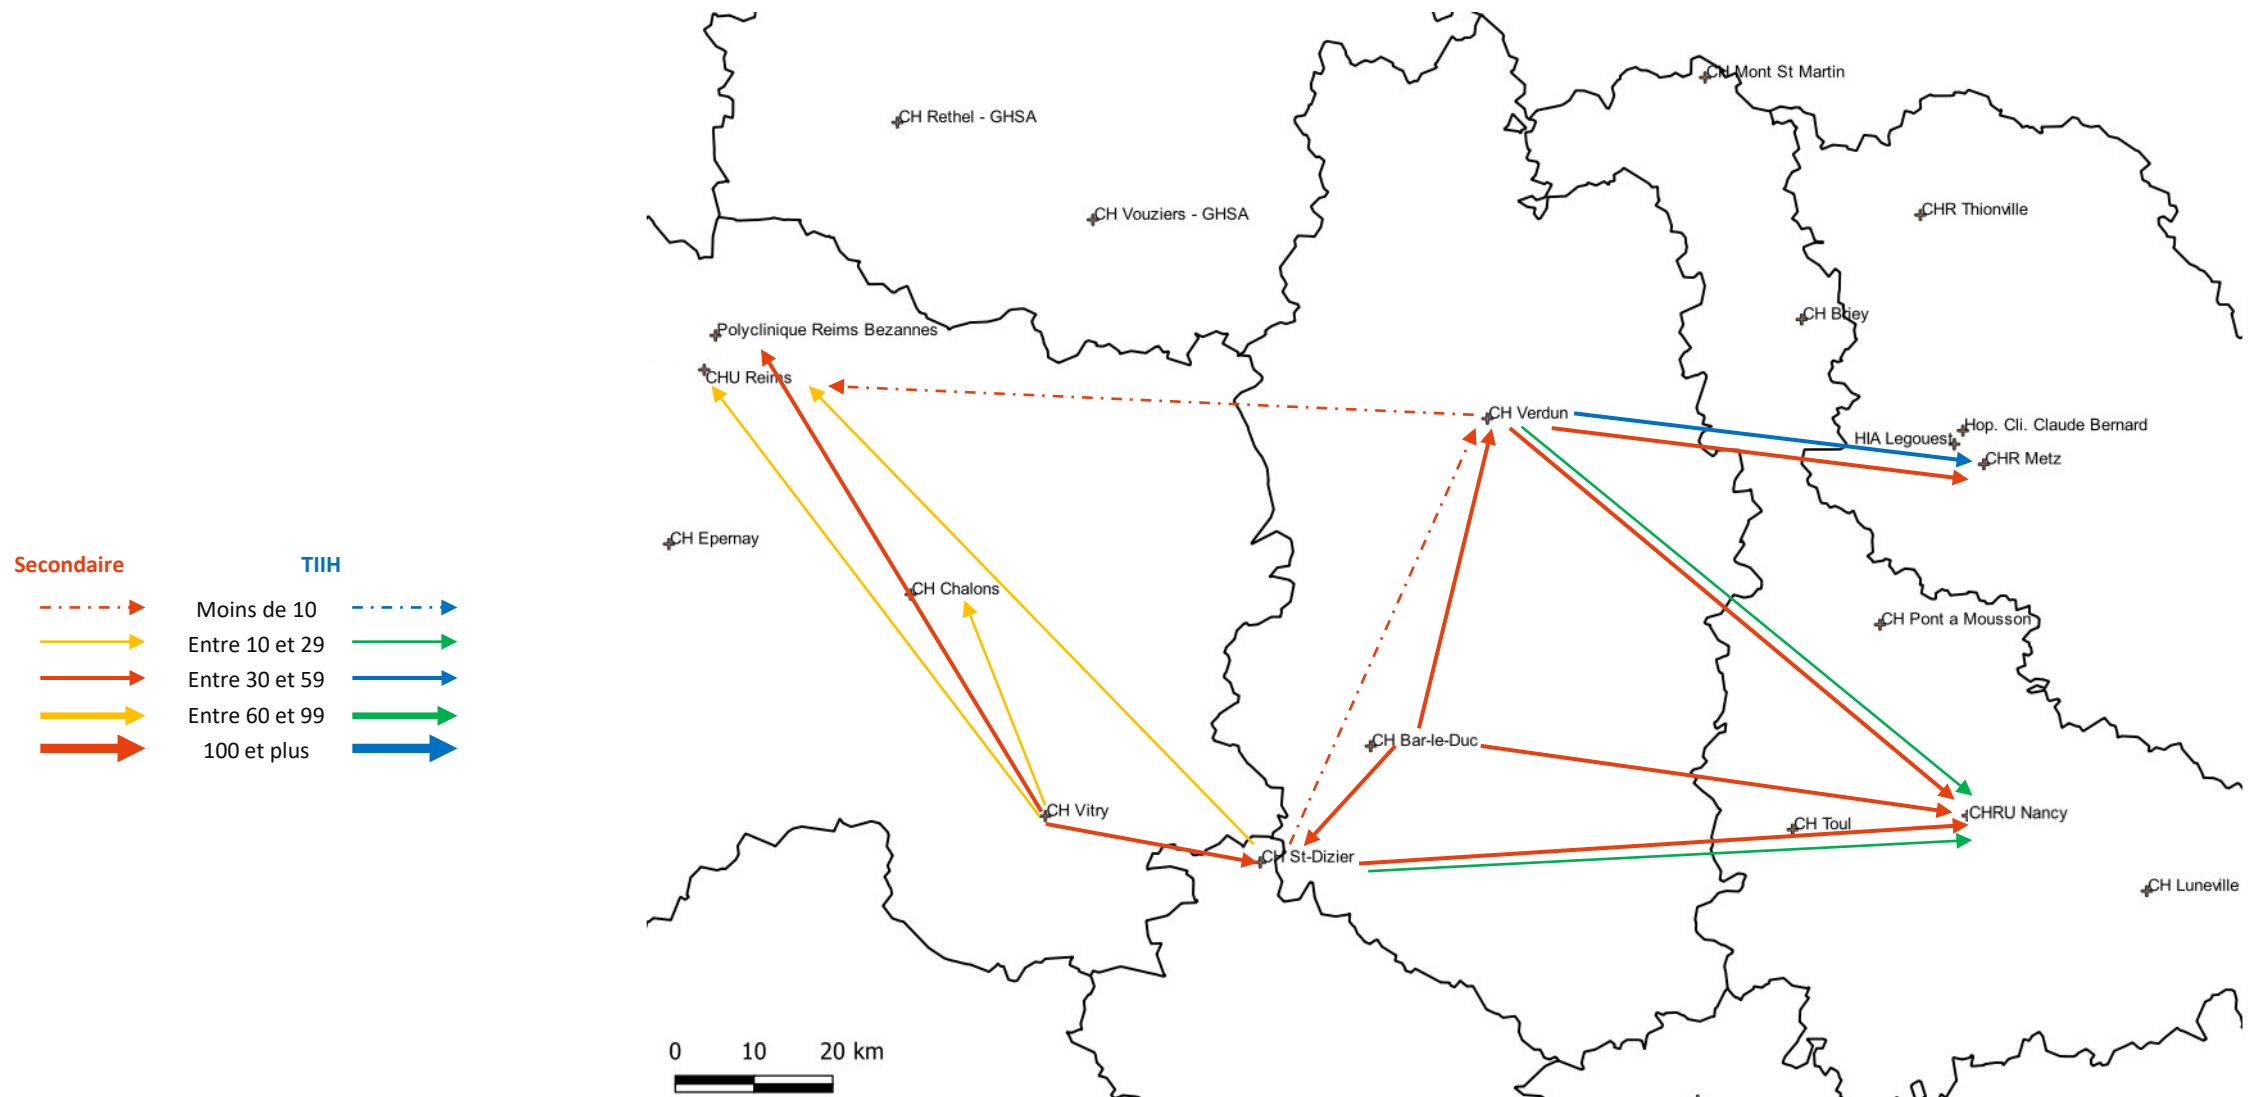 CH Mont St Martin
CH Rethel - GHSA
CH Vouziers - GHSA
CHR Thionville
CH Briey
Polyclinique Reims Bezannes
CHU Reims
CH Verdun
Hop. Cli. Claude Bernard
HIA Legouest
CHR Metz
CH Epernay
Secondaire TIIH
Moins de 10
Entre 10 et 29
Entre 30 et 59
Entre 60 et 99
100 et plus
CH Chalons
CH Pont a Mousson
CH Bar-le-Duc
CH Vitry
CHRU Nancy
CH Toul
CH St-Dizier
CH Luneville
0 10 20 km